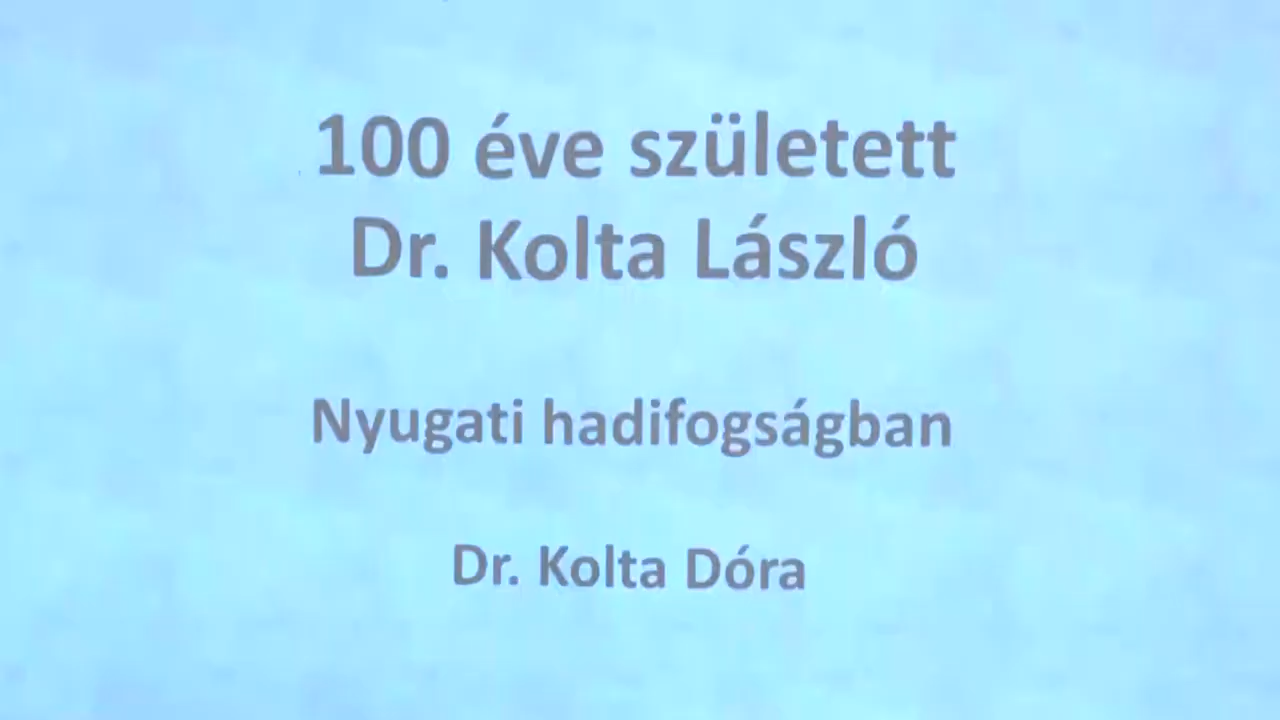 100 éve született
Dr. Kolta László
Nyugati hadifogságban
Dr. Kolta Dóra